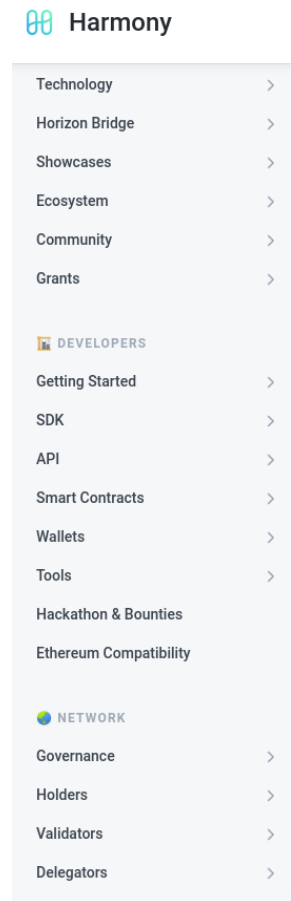 Harmony
Technology
Horizon Bridge
Showcases
Ecosystem
Community
Grants
DEVELOPERS
Getting Started
SDK
API
Smart Contracts
Wallets
Tools
Hackathon & Bounties
Ethereum Compatibility
NETWORK
Governance
Holders
Validators
Delegators